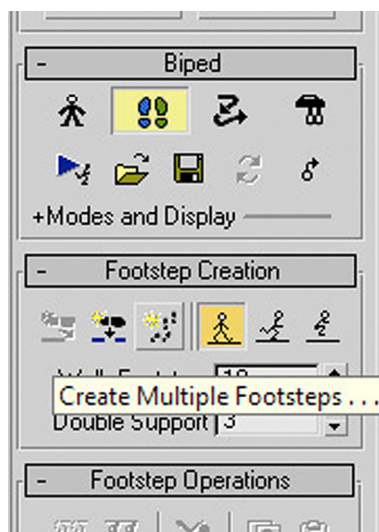 - Biped
+Modes and Display
- Footstep Creation
Create Multiple Footsteps . . .
Double Support 3
- Footstep Operations